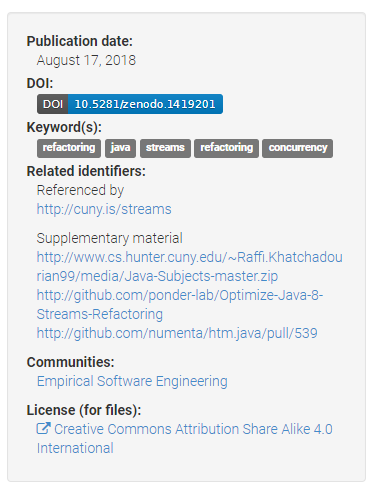 Publication date:
August 17, 2018
DOI:
DOI 10.5281/zenodo.1419201
Keyword(s):
refactoring java streams refactoring concurrency
Related identifiers:
Referenced by
http://cuny.is/streams
Supplementary material
http://www.cs.hunter.cuny.edu/~Raffi.Khatchadou
rian99/media/Java-Subjects-master.zip
http://github.com/ponder-lab/Optimize-Java-8-
Streams-Refactoring
http://github.com/numenta/htm.java/pull/539
Communities:
Empirical Software Engineering
License (for files):
Creative Commons Attribution Share Alike 4.0
International